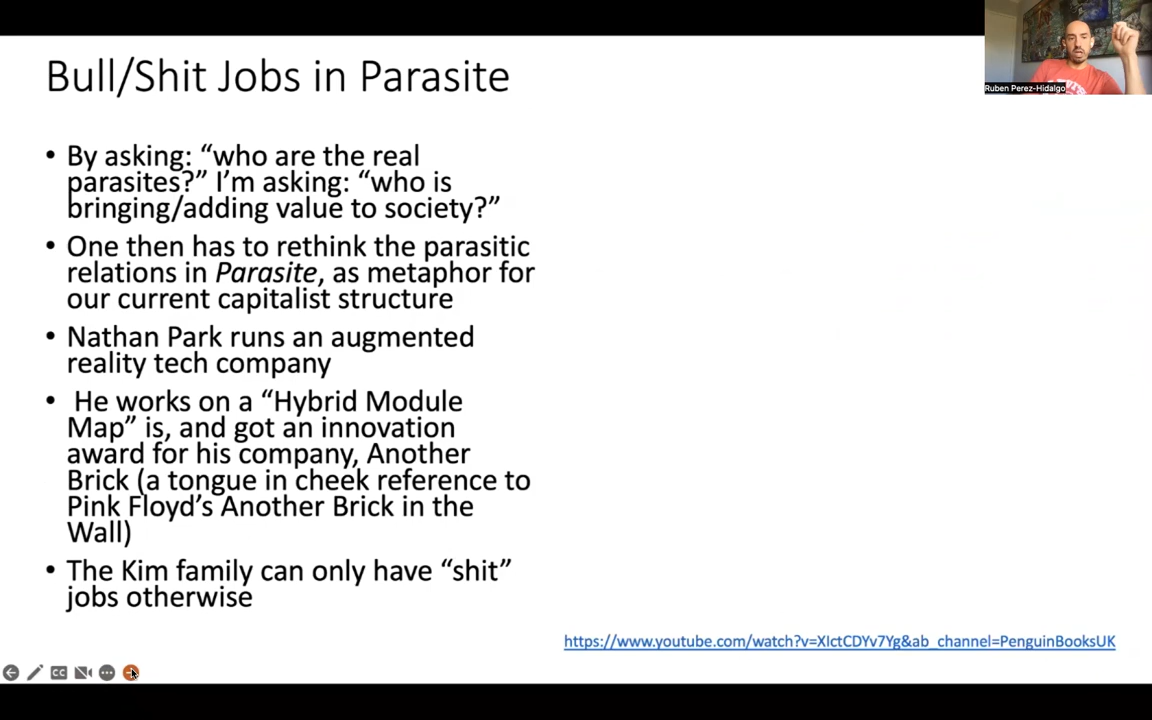 Bull/Shit Jobs in Parasite
Ruben Perez-Hidalgo
• By asking: “who are the real
parasites?” I’m asking: “who is
bringing/adding value to society?”
• One then has to rethink the parasitic
relations in Parasite, as metaphor for
our current capitalist structure
• Nathan Park runs an augmented
reality tech company
• He works on a “Hybrid Module
Map” is, and got an innovation
award for his company, Another
Brick (a tongue in cheek reference to
Pink Floyd’s Another Brick in the
Wall)
• The Kim family can only have “shit”
jobs otherwise
https://www.youtube.com/watch?v=XIctCDYv7Yg&ab_channel=PenguinBooksUK
CC